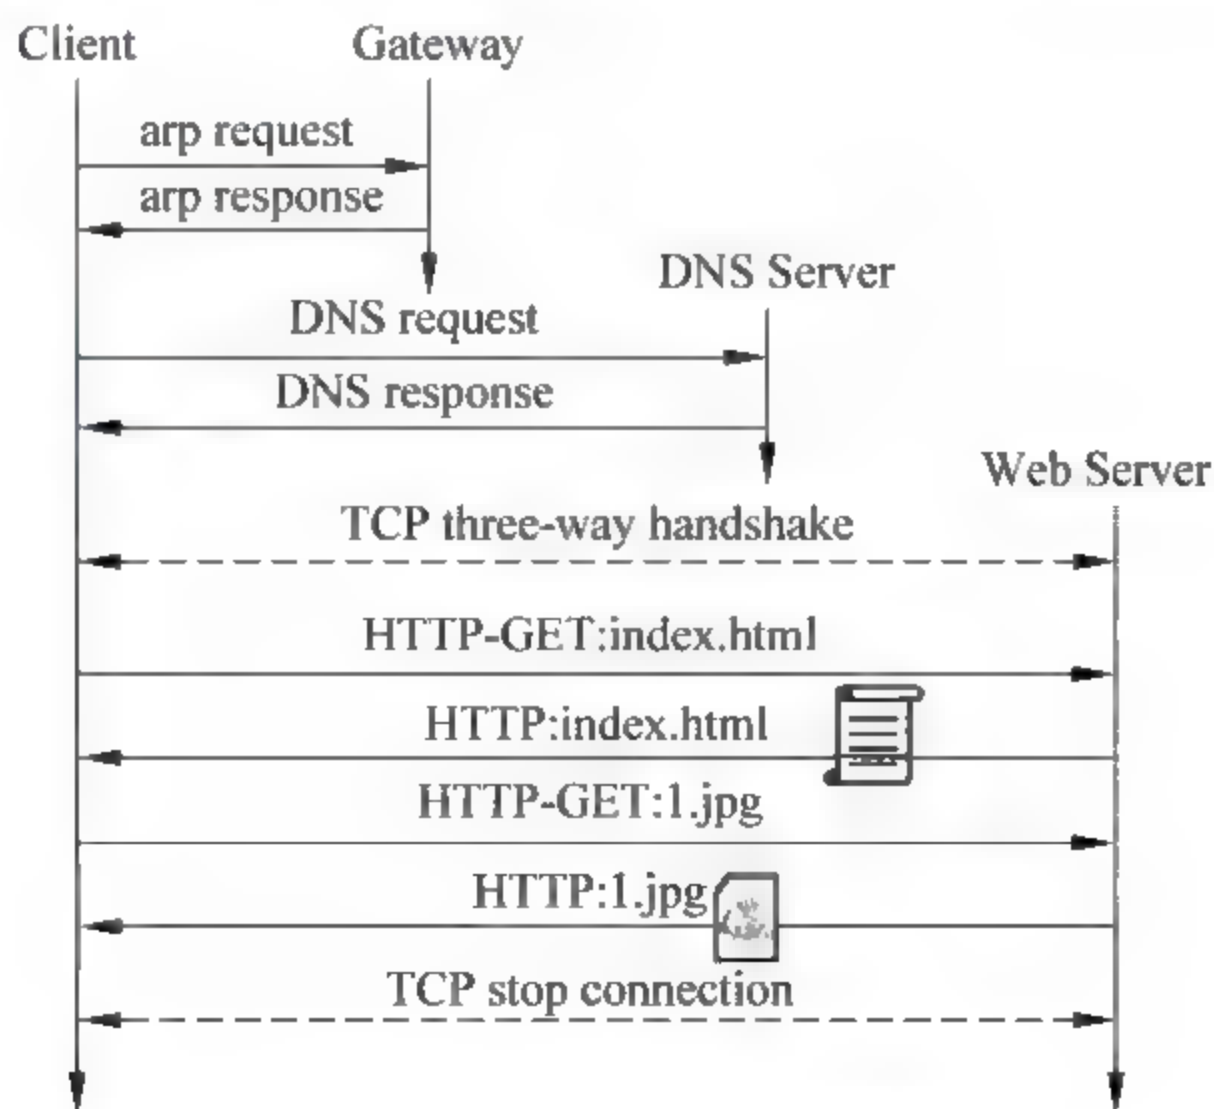 Client
Gateway
arp request
arp response
DNS Server
DNS request
DNS response
Web Server
TCP three-way handshake
HTTP-GET:index.html
HTTP:index.html
HTTP-GET:1.jpg
HTTP:1.jpg
TCP stop connection